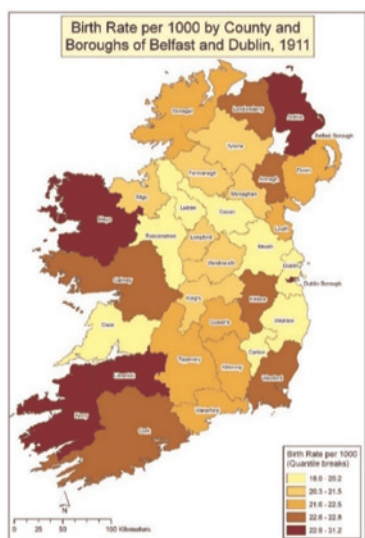 Birth Rate per 1000 by County and
Boroughs of Belfast and Dublin, 1911
Donegal
Londonderry
Antrim
Belfast Borough
Tyrone
Down
Fermanagh
Armagh
Monaghan
Sligo
Leitrim
Cavan
Louth
Mayo
Roscommon
Longford
Meath
Westmeath
Dublin
Dublin Borough
Galway
King's
Kildare
Queen's
Wicklow
Clare
Carlow
Tipperary
Kilkenny
Wexford
Limerick
Waterford
Kerry
Cork
Birth Rate per 1000
(Quantile breaks)
18.0 - 20.2
20.3 - 21.5
21.6 - 22.5
22.6 - 22.8
22.9 - 31.2
N
0 50 100 Kilometers